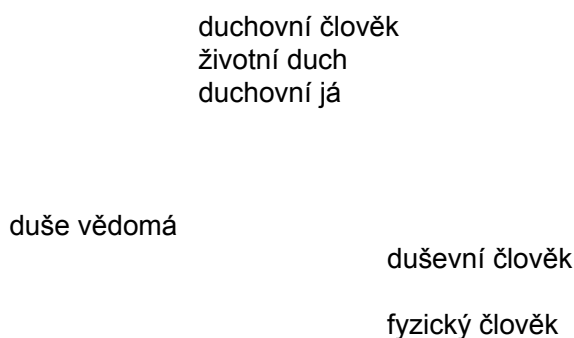 duchovní člověk
životní duch
duchovní já
duše vědomá
duševní člověk
fyzický člověk